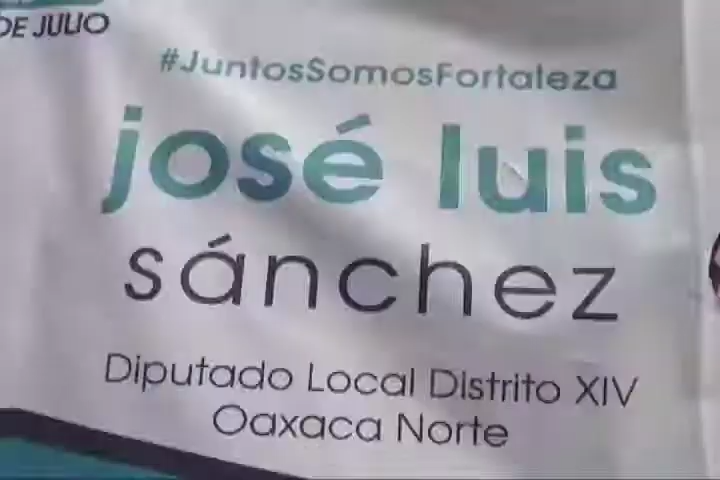 DE JULIO
#JuntosSomosFortaleza
josé luis
sánchez
Diputado Local Distrito XIV
Oaxaca Norte